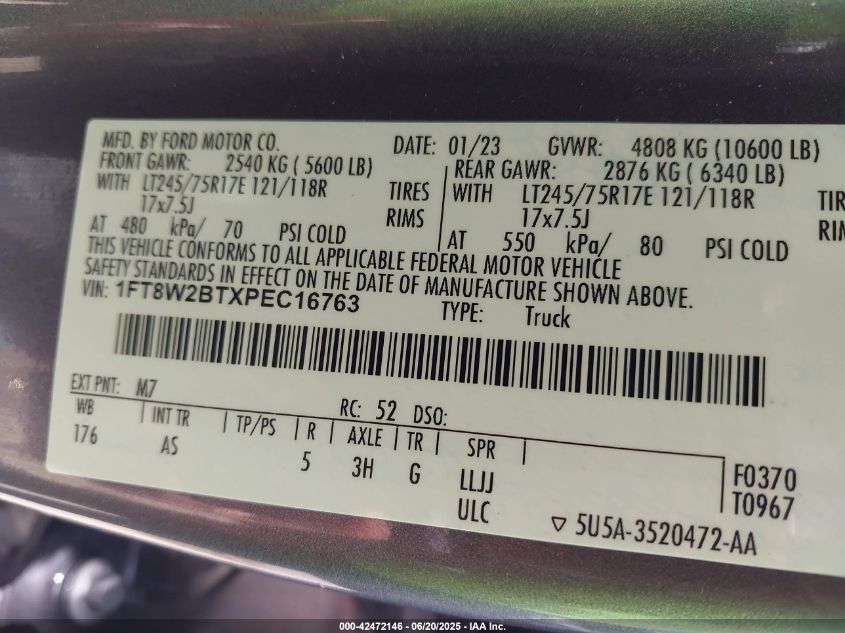 MFD. BY FORD MOTOR CO. DATE: 01/23 GVWR: 4808 KG (10600 LB)
FRONT GAWR: 2540 KG ( 5600 LB) REAR GAWR: 2876 KG ( 6340 LB)
WITH LT245/75R17E 121/118R TIRES WITH LT245/75R17E 121/118R TIR
17x7.5J RIMS 17x7.5J RIM
AT 480 kPa/ 70 PSI COLD AT 550 kPa/ 80 PSI COLD
THIS VEHICLE CONFORMS TO ALL APPLICABLE FEDERAL MOTOR VEHICLE
SAFETY STANDARDS IN EFFECT ON THE DATE OF MANUFACTURE SHOWN ABOVE.
VIN: 1FT8W2BTXPEC16763 TYPE: Truck
EXT PNT: M7 RC: 52 DSO:
WB INT TR TP/PS R AXLE TR SPR
176 AS 5 3H G LLJJ F0370
ULC T0967
5U5A-3520472-AA
000-42472146 - 06/20/2025 - IAA Inc.